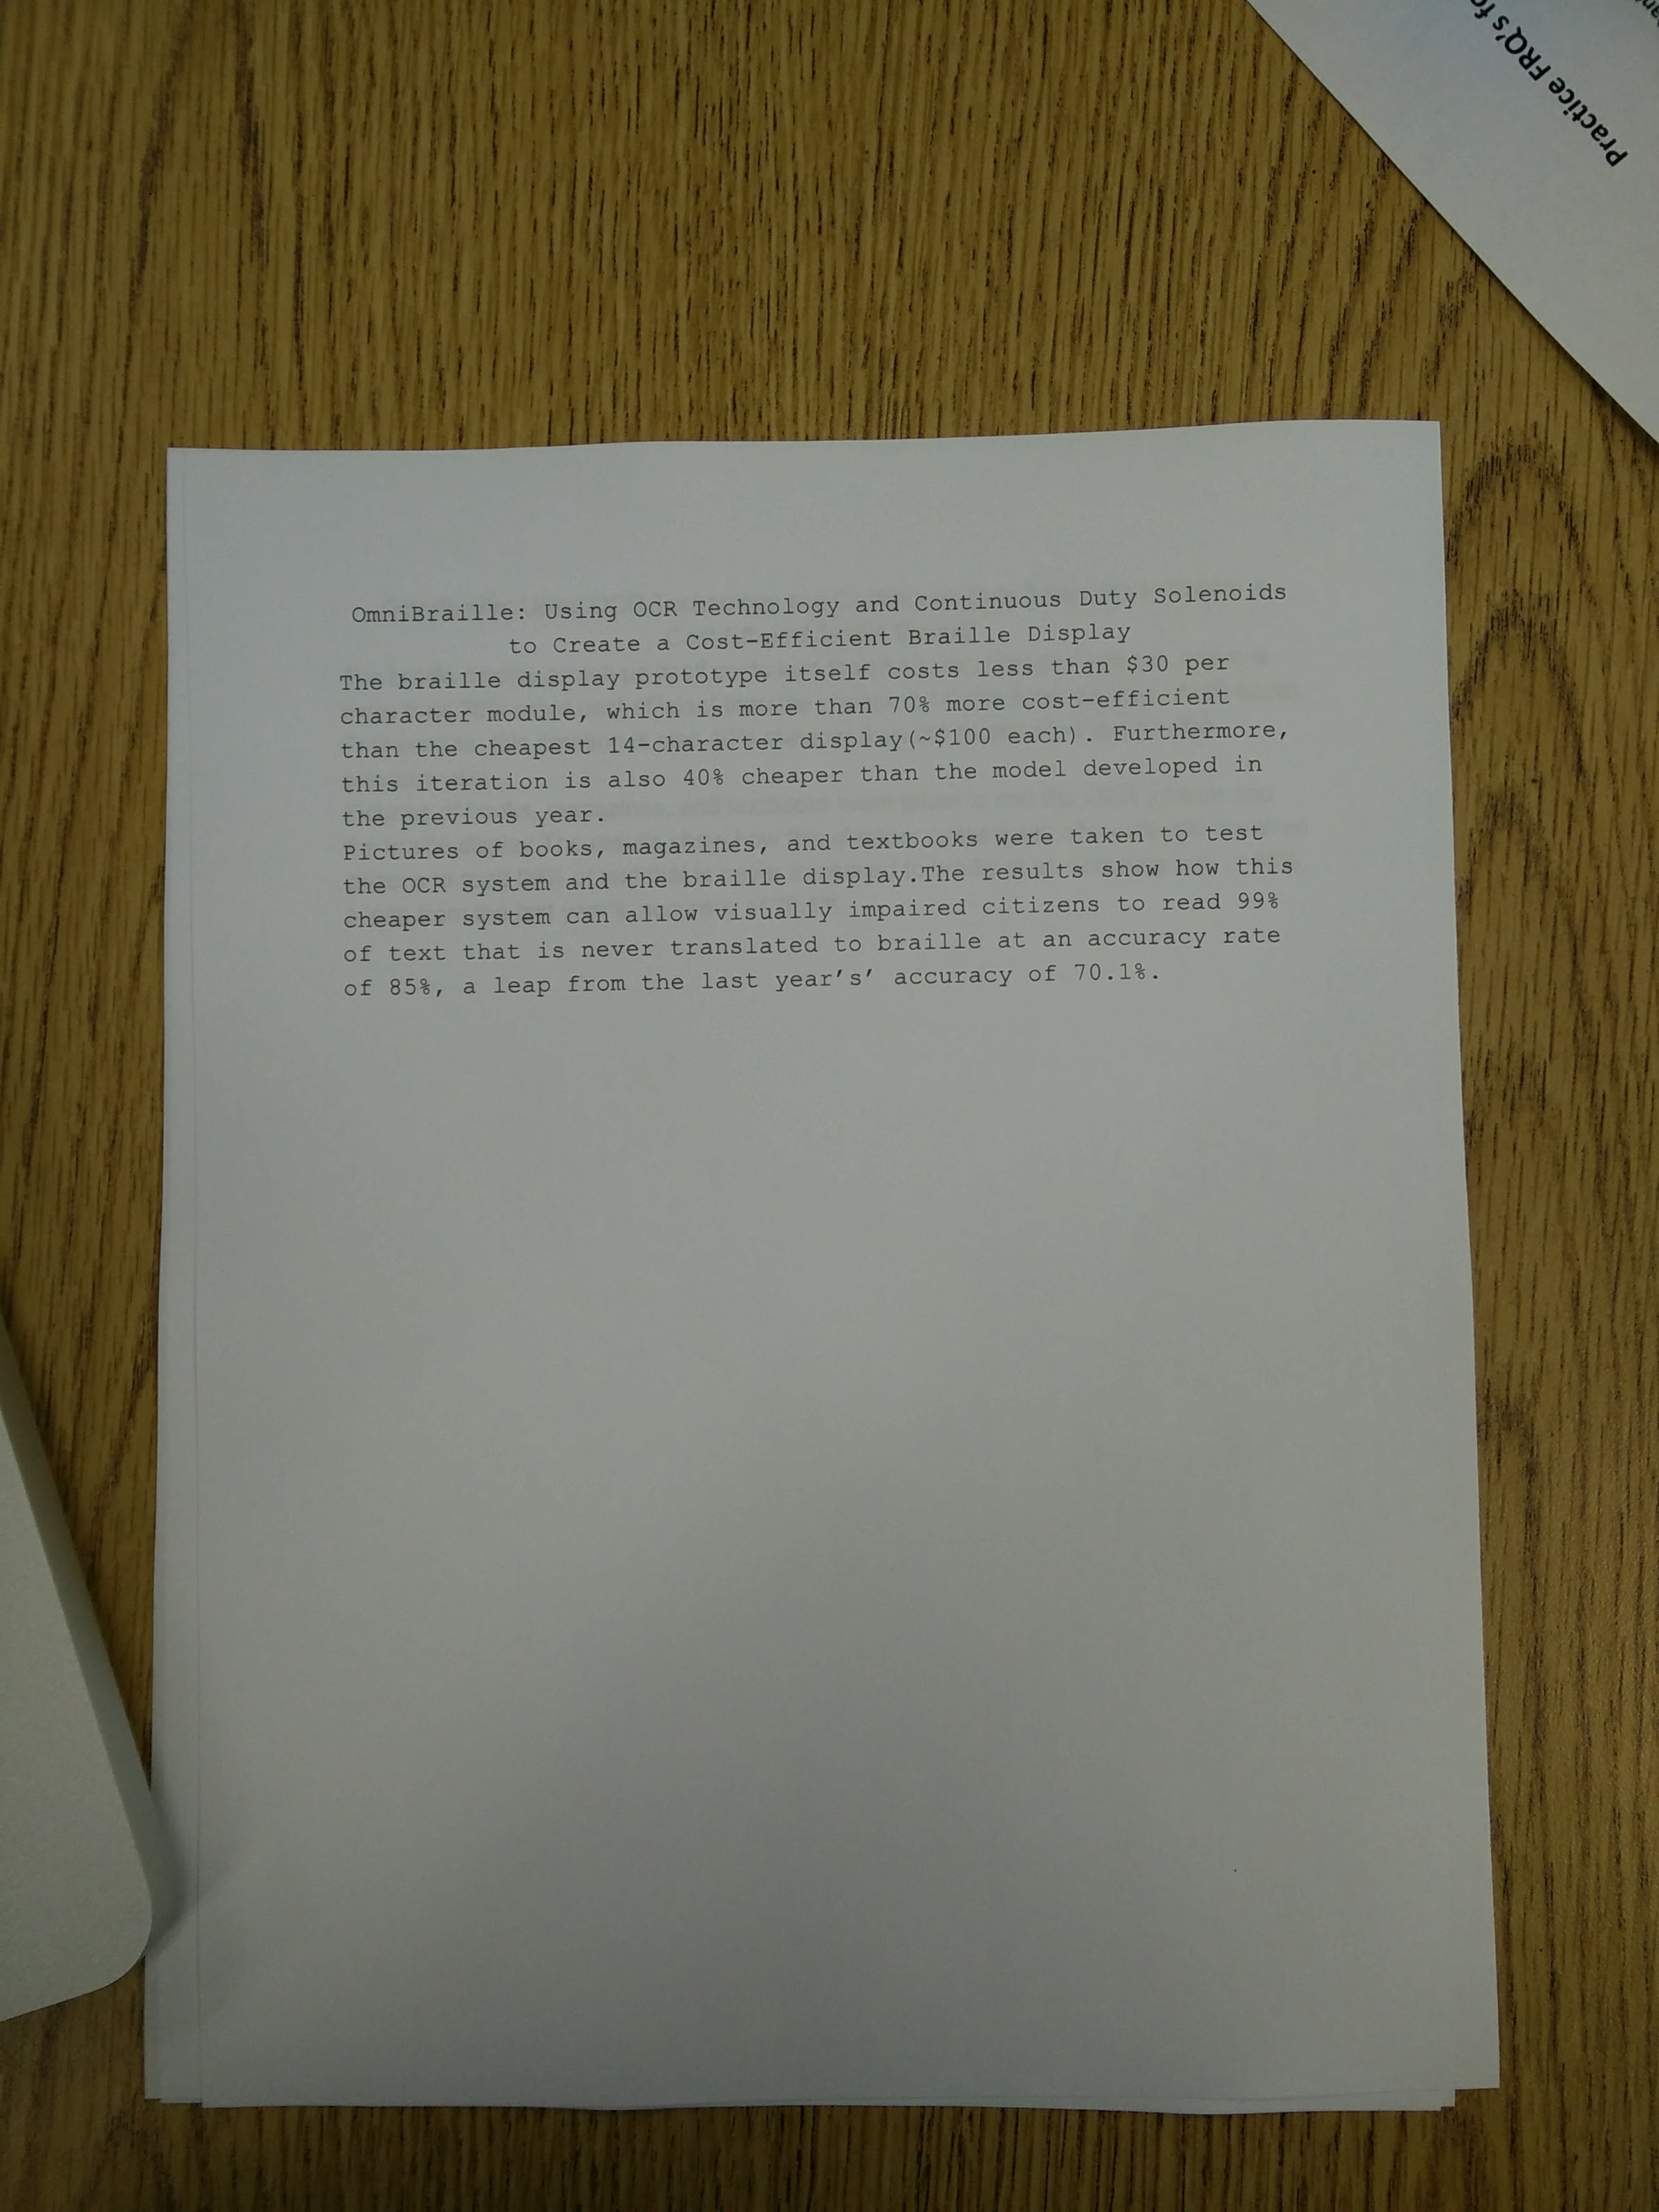 Practice FRQ's
OmniBraille: Using OCR Technology and Continuous Duty Solenoids
to Create a Cost-Efficient Braille Display
The braille display prototype itself costs less than $30 per
character module, which is more than 70% more cost-efficient
than the cheapest 14-character display(~$100 each). Furthermore,
this iteration is also 40% cheaper than the model developed in
the previous year.
Pictures of books, magazines, and textbooks were taken to test
the OCR system and the braille display.The results show how this
cheaper system can allow visually impaired citizens to read 99%
of text that is never translated to braille at an accuracy rate
of 85%, a leap from the last year’s’ accuracy of 70.1%.